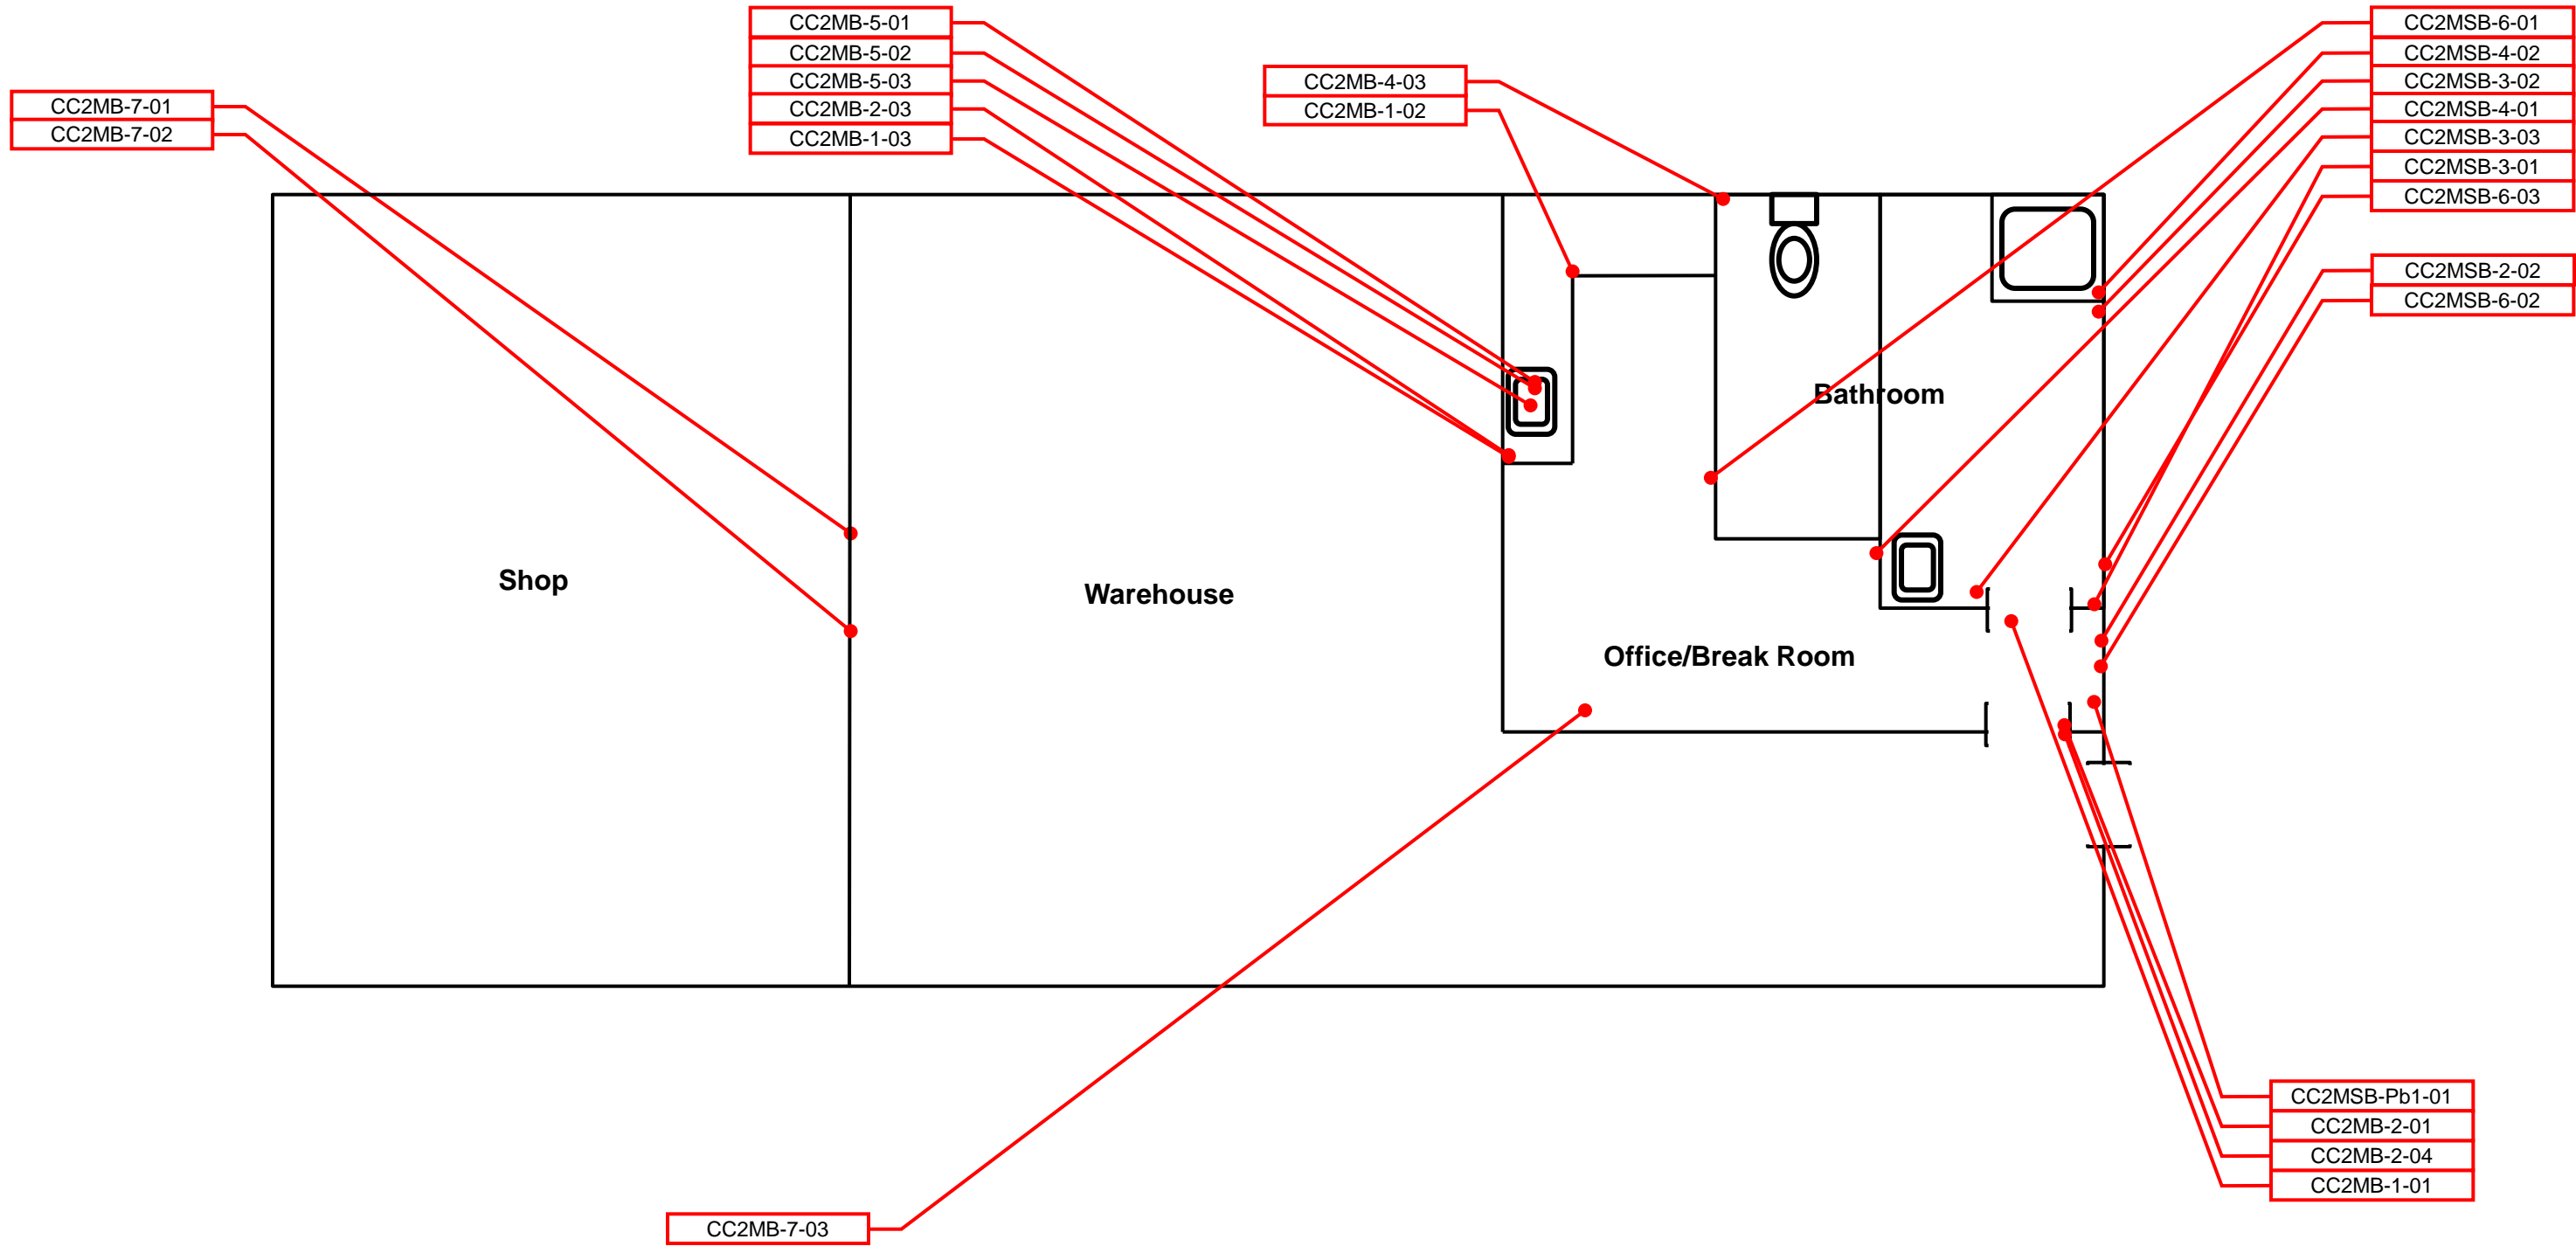 CC2MB-7-01
CC2MB-7-02
CC2MB-5-01
CC2MB-5-02
CC2MB-5-03
CC2MB-2-03
CC2MB-1-03
CC2MB-4-03
CC2MB-1-02
CC2MSB-6-01
CC2MSB-4-02
CC2MSB-3-02
CC2MSB-4-01
CC2MSB-3-03
CC2MSB-3-01
CC2MSB-6-03
CC2MSB-2-02
CC2MSB-6-02
Bathroom
Shop
Warehouse
Office/Break Room
CC2MSB-Pb1-01
CC2MB-2-01
CC2MB-2-04
CC2MB-1-01
CC2MB-7-03